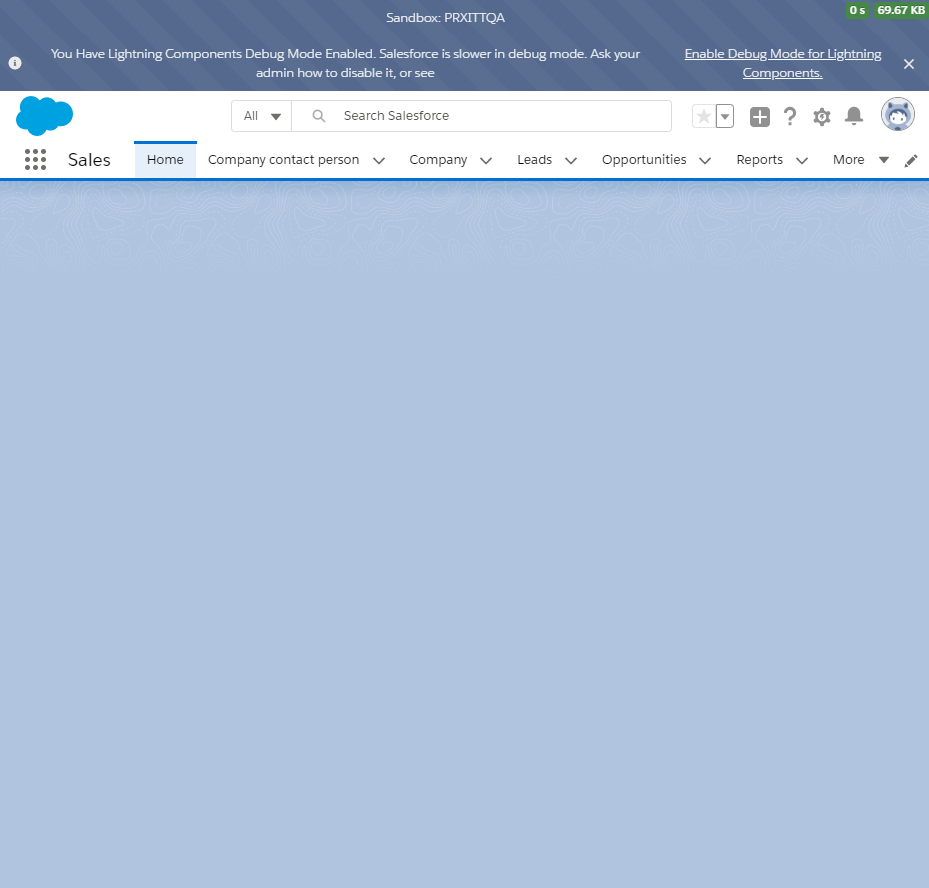 Sandbox: PRXITTQA
0 s 69.67 KB
You Have Lightning Components Debug Mode Enabled. Salesforce is slower in debug mode. Ask your
admin how to disable it, or see
Enable Debug Mode for Lightning
Components.
All Search Salesforce
Sales Home Company contact person Company Leads Opportunities Reports More